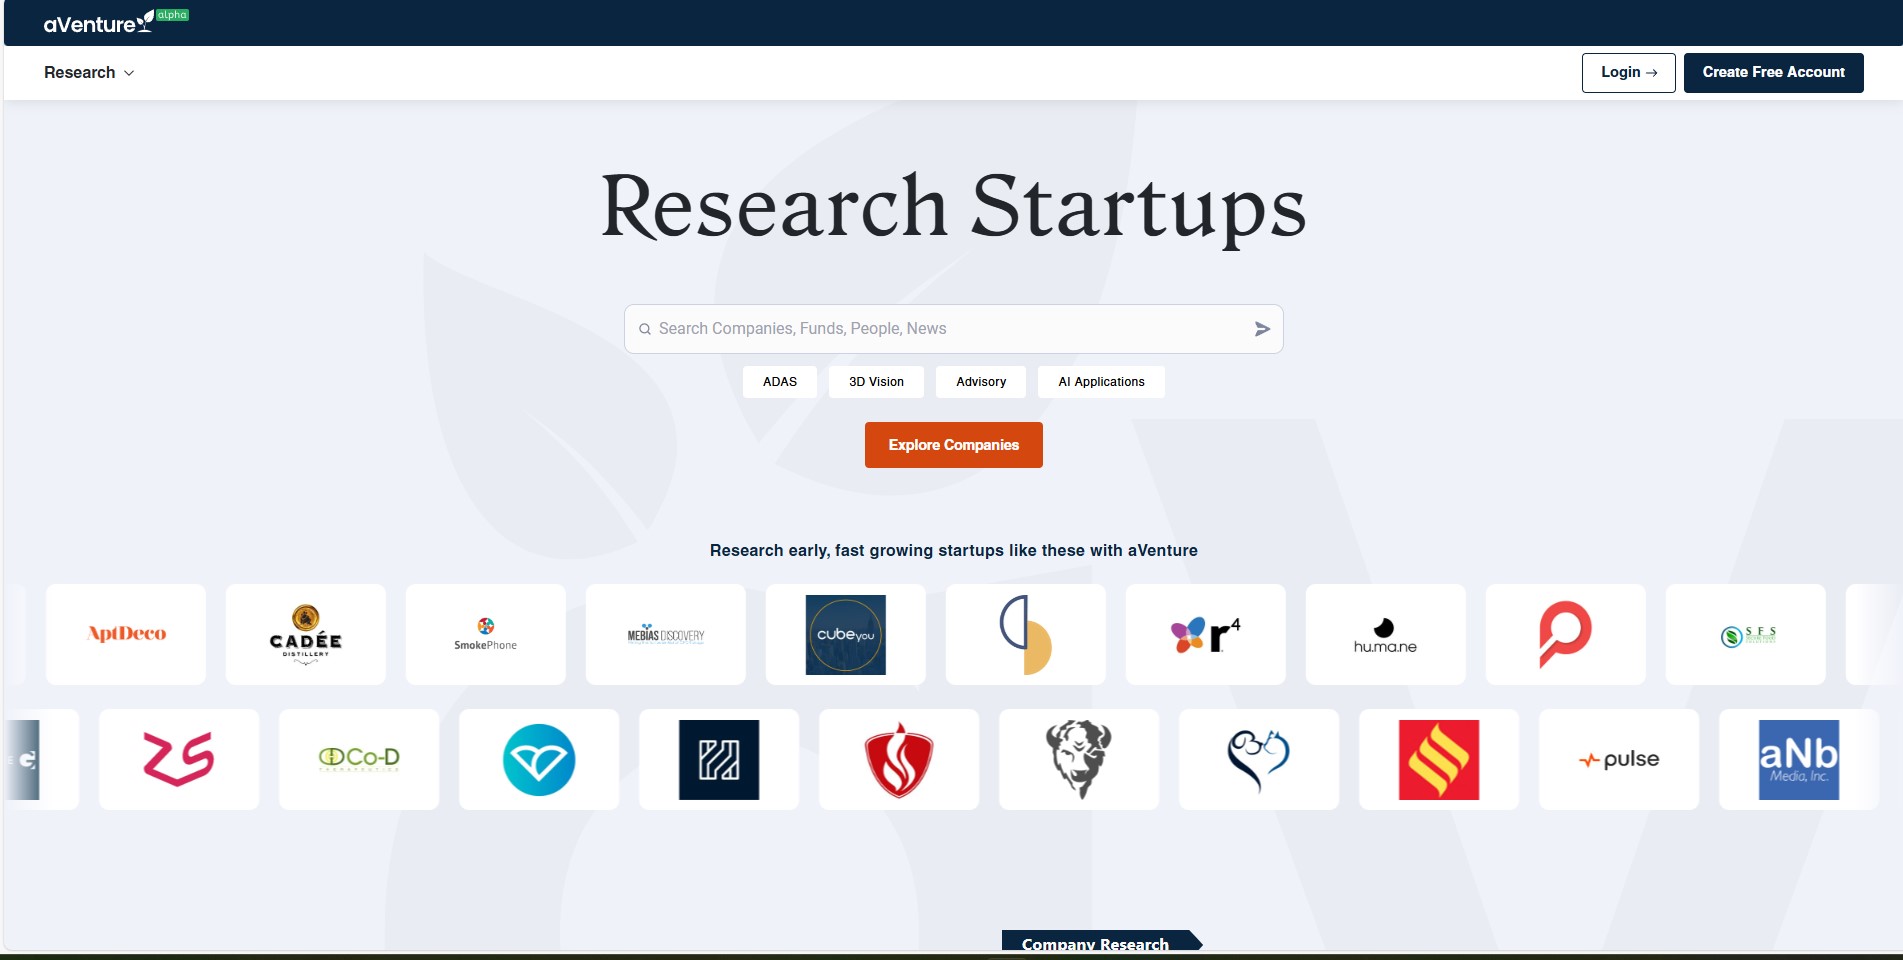 aVenture alpha
Research
Login →
Create Free Account
Research Startups
Search Companies, Funds, People, News
ADAS
3D Vision
Advisory
AI Applications
Explore Companies
Research early, fast growing startups like these with aVenture
AptDeco
CADÉE
DISTILLERY
SmokePhone
MEBIAS DISCOVERY
cubeyou
r4
hu.ma.ne
SFS
G
ZS
Co-D
THERAPEUTICS
pulse
aNb
Media, Inc.
Company Research